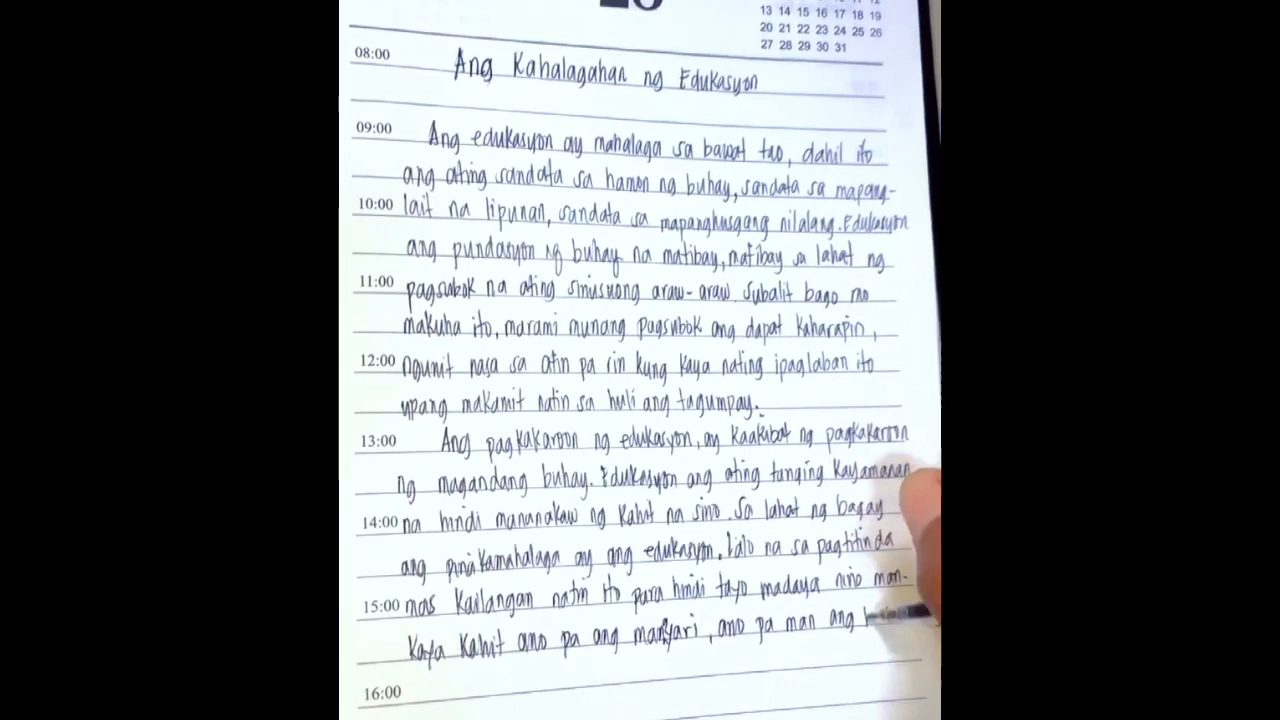 13 14 15 16 17 18 19
20 21 22 23 24 25 26
27 28 29 30 31
08:00 Ang Kahalagahan ng Edukasyon
09:00 Ang edukasyon ay mahalaga sa bawat tao, dahil ito
ang ating sandata sa hamon ng buhay, sandata sa mapang-
10:00 lait na lipunan, sandata sa mapanghusgang nilalang. Edukasyon
ang pundasyon ng buhay na matibay, matibay sa lahat ng
11:00 pagsubok na ating sinusuong araw-araw. Subalit bago mo
makuha ito, marami munang pagsubok ang dapat kaharapin,
12:00 ngunit nasa sa atin pa rin kung kaya nating ipaglaban ito
upang makamit natin sa huli ang tagumpay.
13:00 Ang pagkakaroon ng edukasyon, ay kaakibat ng pagkakaroon
ng magandang buhay. Edukasyon ang ating tanging kayamanan
14:00 na hindi mananakaw ng kahit na sino. Sa lahat ng bagay
ang pinakamahalaga ay ang edukasyon. Lalo na sa pagtitinda
15:00 mas kailangan natin ito para hindi tayo madaya nino man.
Kaya kahit ano pa ang manyari, ano pa man ang
16:00